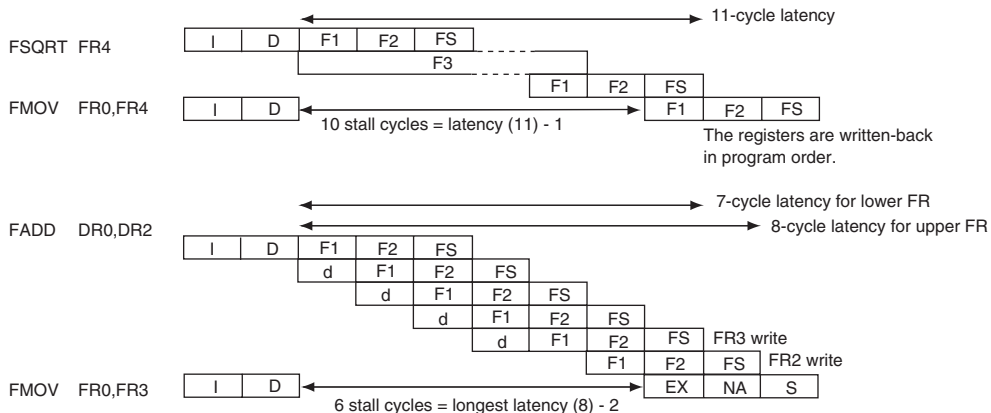 11-cycle latency
FSQRT FR4 I D F1 F2 FS
F3
F1 F2 FS
FMOV FR0,FR4 I D F1 F2 FS
10 stall cycles = latency (11) - 1
The registers are written-back
in program order.
7-cycle latency for lower FR
8-cycle latency for upper FR
FADD DR0,DR2 I D F1 F2 FS
d F1 F2 FS
d F1 F2 FS
d F1 F2 FS
d F1 F2 FS FR3 write
F1 F2 FS FR2 write
FMOV FR0,FR3 I D EX NA S
6 stall cycles = longest latency (8) - 2